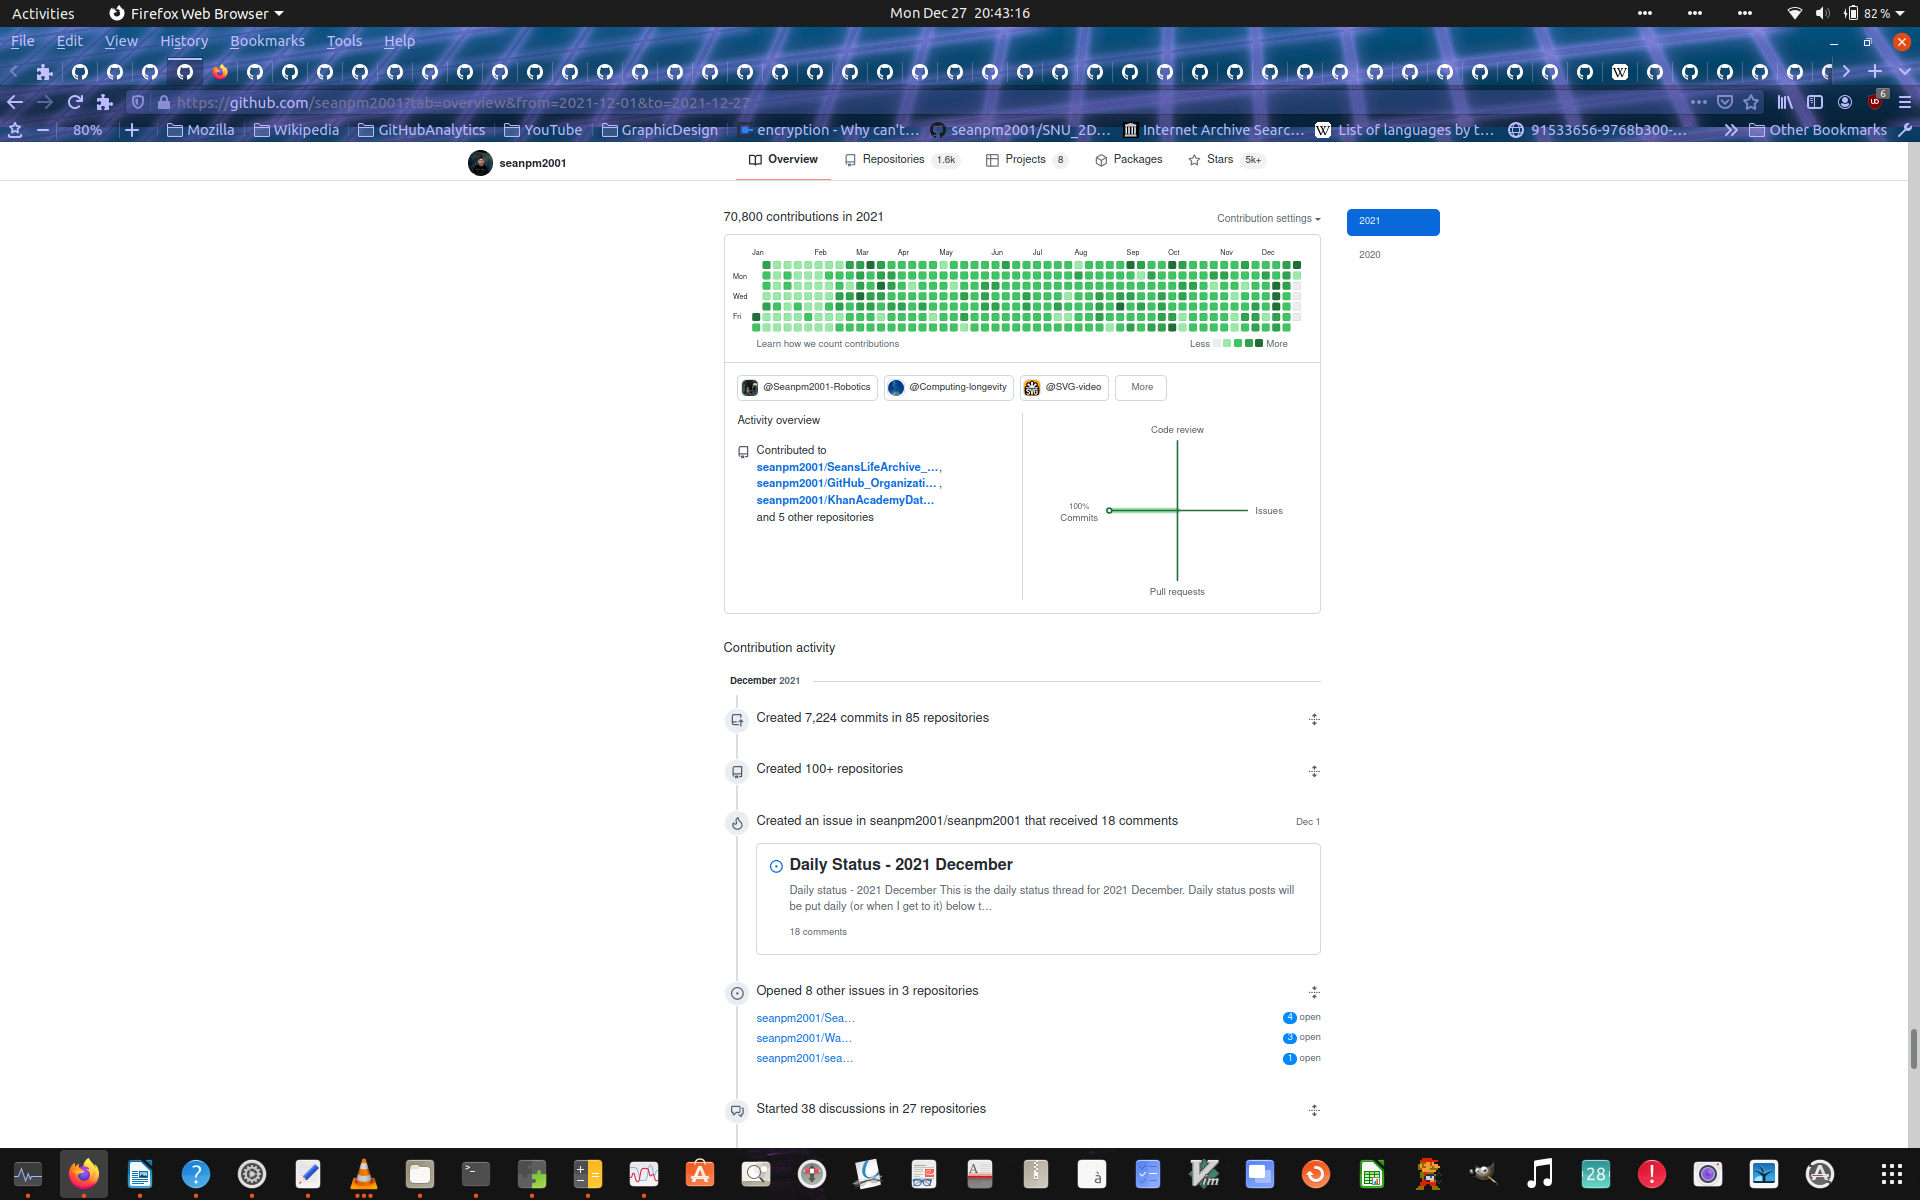 Activities
Firefox Web Browser
Mon Dec 27 20:43:16
82 %
File Edit View History Bookmarks Tools Help
https://github.com/seanpm2001?tab=overview&from=2021-12-01&to=2021-12-27
6
80%
Mozilla
Wikipedia
GitHubAnalytics
YouTube
GraphicDesign
encryption - Why can't…
seanpm2001/SNU_2D…
Internet Archive Searc…
List of languages by t…
91533656-9768b300-…
Other Bookmarks
seanpm2001
Overview
Repositories 1.6k
Projects 8
Packages
Stars 5k+
70,800 contributions in 2021
Contribution settings
2021
2020
Jan Feb Mar Apr May Jun Jul Aug Sep Oct Nov Dec
Mon
Wed
Fri
Learn how we count contributions
Less More
@Seanpm2001-Robotics
@Computing-longevity
@SVG-video
More
Activity overview
Contributed to
seanpm2001/SeansLifeArchive_…,
seanpm2001/GitHub_Organizati… ,
seanpm2001/KhanAcademyDat…
and 5 other repositories
Code review
100%
Commits
Issues
Pull requests
Contribution activity
December 2021
Created 7,224 commits in 85 repositories
Created 100+ repositories
Created an issue in seanpm2001/seanpm2001 that received 18 comments
Dec 1
Daily Status - 2021 December
Daily status - 2021 December This is the daily status thread for 2021 December. Daily status posts will
be put daily (or when I get to it) below t…
18 comments
Opened 8 other issues in 3 repositories
seanpm2001/Sea…
4 open
seanpm2001/Wa…
3 open
seanpm2001/sea…
1 open
Started 38 discussions in 27 repositories
28